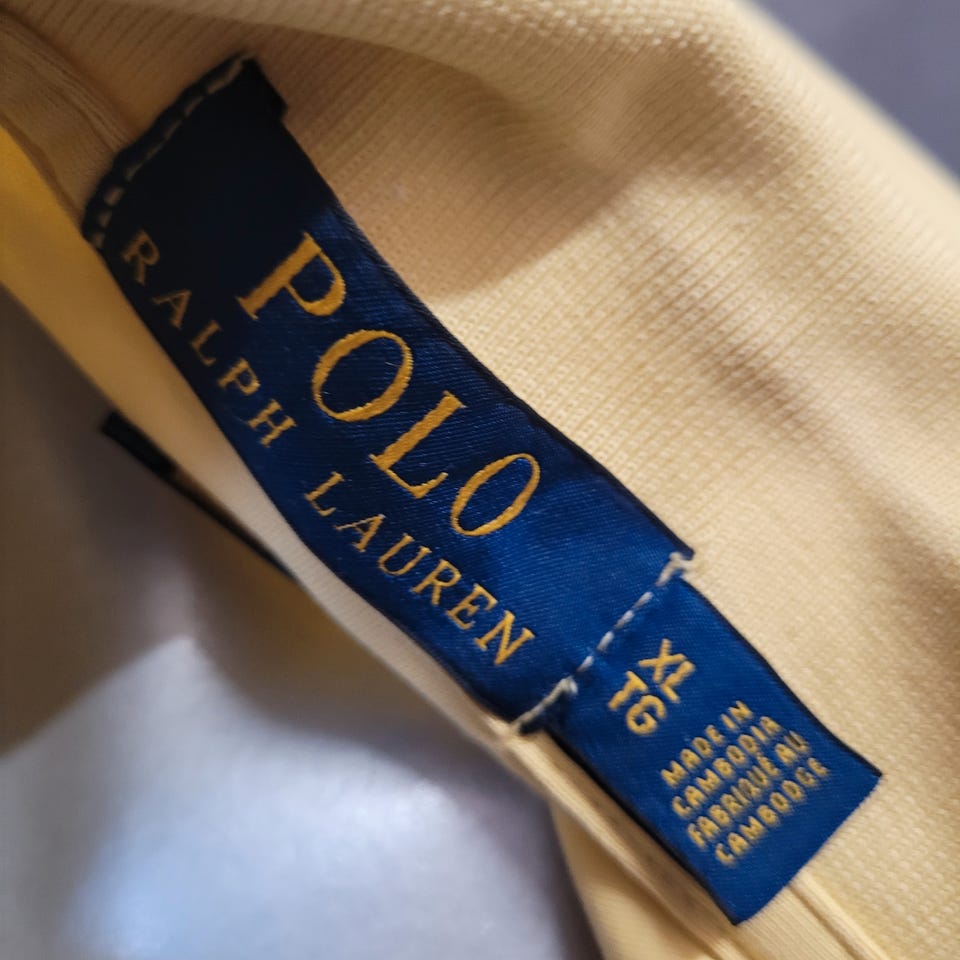 POLO
RALPH LAUREN
XL
TG
MADE IN
CAMBODIA
FABRIQUÉ AU
CAMBODGE